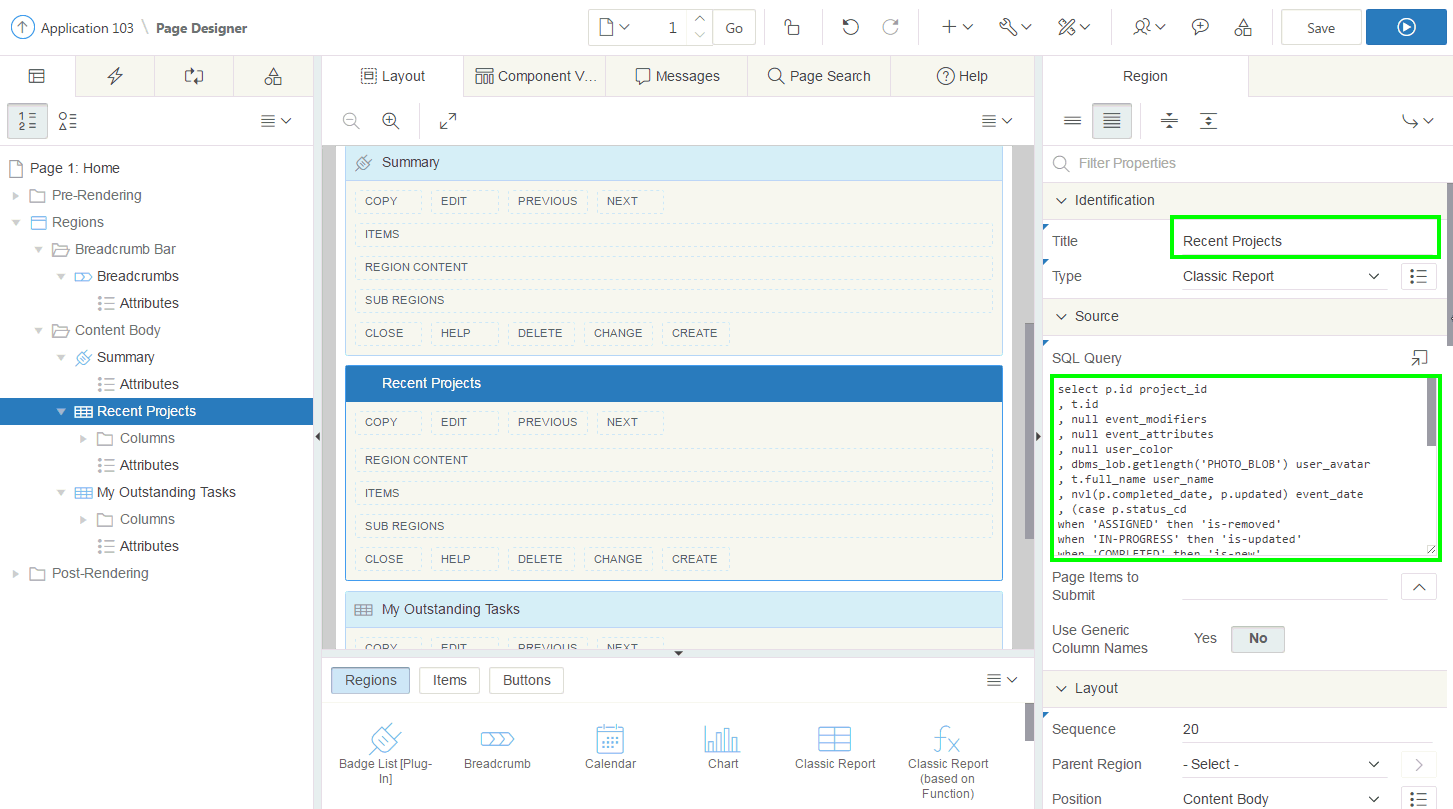 Application 103 \ Page Designer
1
Go
Save
Layout
Component V...
Messages
Page Search
Help
Region
1
2
Page 1: Home
Pre-Rendering
Regions
Breadcrumb Bar
Breadcrumbs
Attributes
Content Body
Summary
Attributes
Recent Projects
Columns
Attributes
My Outstanding Tasks
Columns
Attributes
Post-Rendering
Summary
COPY EDIT PREVIOUS NEXT
ITEMS
REGION CONTENT
SUB REGIONS
CLOSE HELP DELETE CHANGE CREATE
Recent Projects
COPY EDIT PREVIOUS NEXT
REGION CONTENT
ITEMS
SUB REGIONS
CLOSE HELP DELETE CHANGE CREATE
My Outstanding Tasks
COPY EDIT PREVIOUS NEXT
Regions Items Buttons
Badge List [Plug-
In]
Breadcrumb
Calendar
Chart
Classic Report
Classic Report
(based on
Function)
Filter Properties
Identification
Title Recent Projects
Type Classic Report
Source
SQL Query
select p.id project_id
, t.id
, null event_modifiers
, null event_attributes
, null user_color
, dbms_lob.getlength('PHOTO_BLOB') user_avatar
, t.full_name user_name
, nvl(p.completed_date, p.updated) event_date
, (case p.status_cd
when 'ASSIGNED' then 'is-removed'
when 'IN-PROGRESS' then 'is-updated'
when 'COMPLETED' then 'is-new'
Page Items to
Submit
Use Generic
Column Names
Yes No
Layout
Sequence 20
Parent Region - Select -
Position Content Body